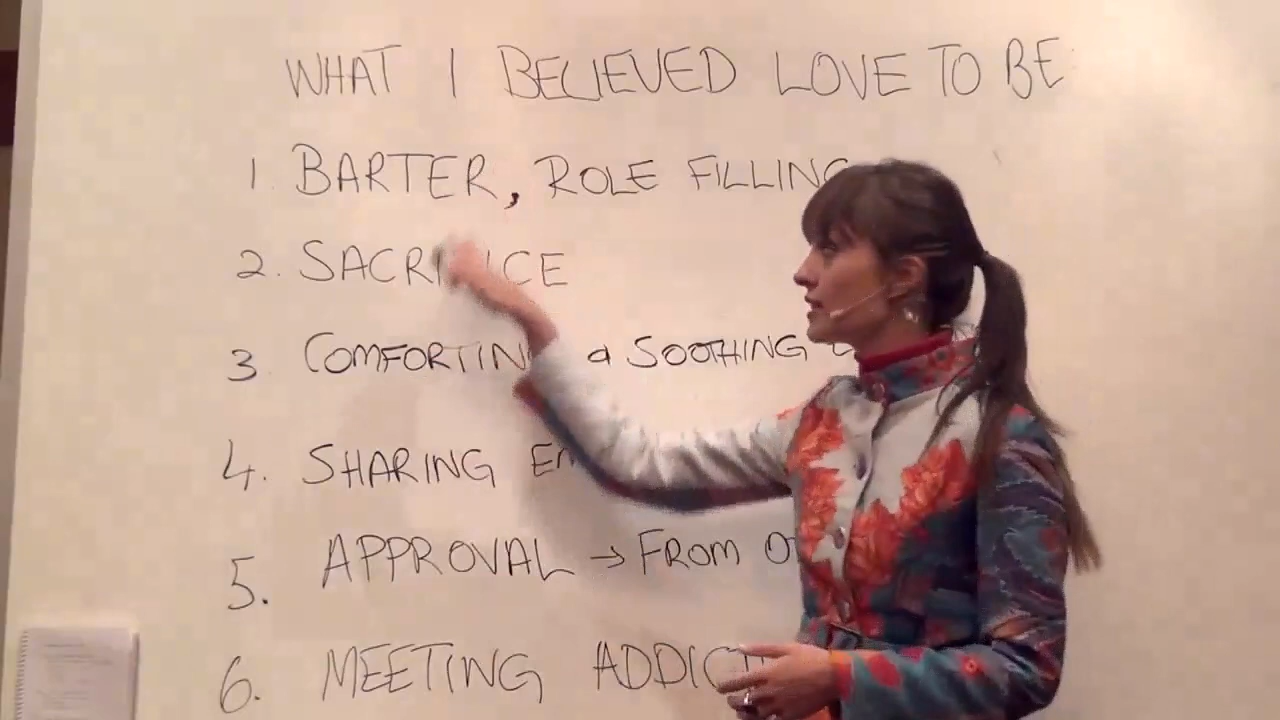 WHAT I BELIEVED LOVE TO BE
1. BARTER, ROLE FILLING
2. SACRIFICE
3 COMFORTING & SOOTHING
4. SHARING
5. APPROVAL → FROM
6. MEETING